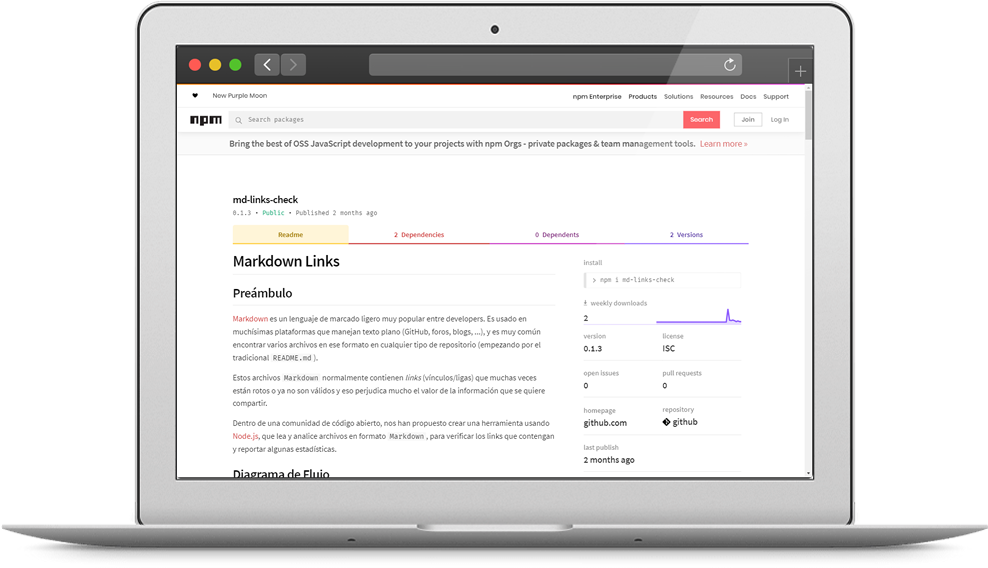 New Purple Moon
npm Enterprise Products Solutions Resources Docs Support
npm Search packages Search Join Log In
Bring the best of OSS JavaScript development to your projects with npm Orgs - private packages & team management tools. Learn more »
md-links-check
0.1.3 • Public • Published 2 months ago
Readme 2 Dependencies 0 Dependents 2 Versions
Markdown Links
Preámbulo
Markdown es un lenguaje de marcado ligero muy popular entre developers. Es usado en
muchísimas plataformas que manejan texto plano (GitHub, foros, blogs, ...), y es muy común
encontrar varios archivos en ese formato en cualquier tipo de repositorio (empezando por el
tradicional README.md ).
Estos archivos Markdown normalmente contienen links (vínculos/ligas) que muchas veces
están rotos o ya no son válidos y eso perjudica mucho el valor de la información que se quiere
compartir.
Dentro de una comunidad de código abierto, nos han propuesto crear una herramienta usando
Node.js, que lea y analice archivos en formato Markdown , para verificar los links que contengan
y reportar algunas estadísticas.
Diagrama de Flujo
install
> npm i md-links-check
weekly downloads
2
version license
0.1.3 ISC
open issues pull requests
0 0
homepage repository
github.com github
last publish
2 months ago